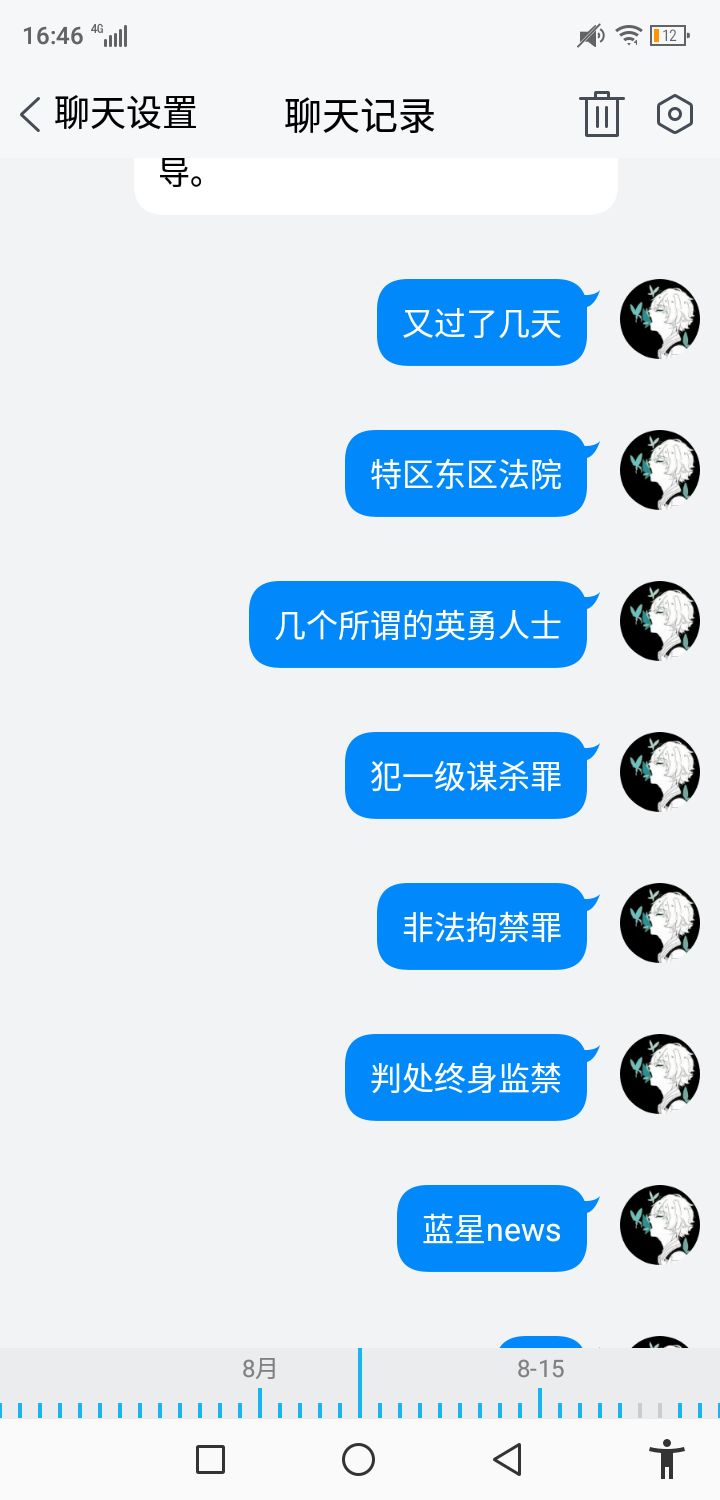 16:46 4G 12
聊天设置 聊天记录
导。
又过了几天
特区东区法院
几个所谓的英勇人士
犯一级谋杀罪
非法拘禁罪
判处终身监禁
蓝星news
8月 8-15